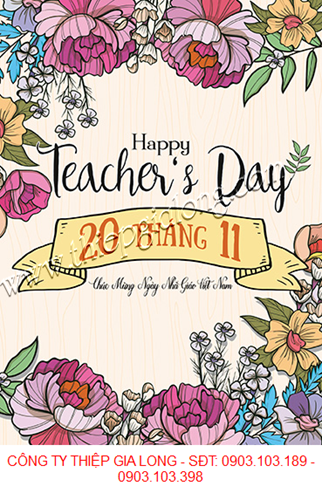 Happy
Teacher's Day
20 THÁNG 11
Chúc Mừng Ngày Nhà Giáo Việt Nam
CÔNG TY THIỆP GIA LONG - SĐT: 0903.103.189 -
0903.103.398